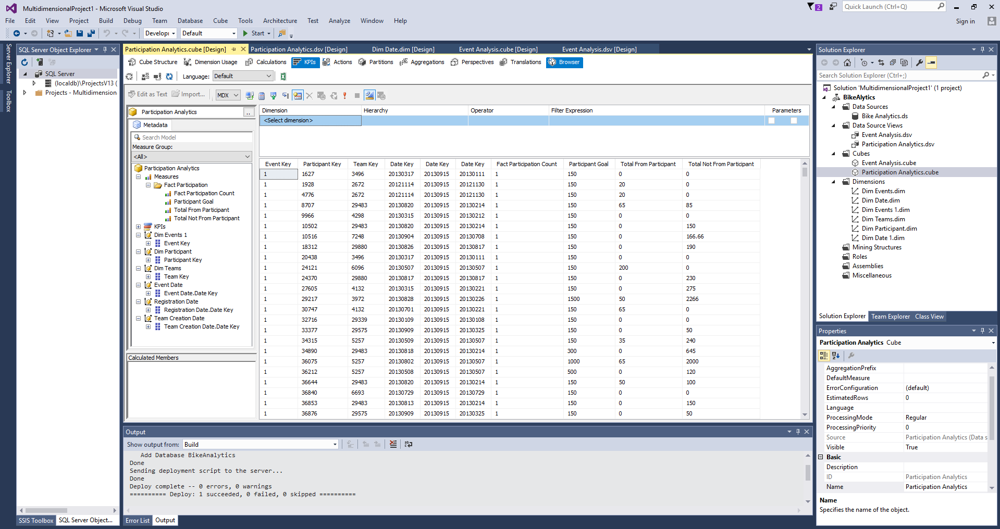 MultidimensionalProject1 - Microsoft Visual Studio
2
Quick Launch (Ctrl+Q)
File Edit View Project Build Debug Team Database Cube Tools Architecture Test Analyze Window Help
Sign in
Developi Default Start
Server Explorer
Toolbox
SQL Server Object Explorer
SQL Server
(localdb)\ProjectsV13 (
Projects - Multidimension
SSIS Toolbox SQL Server Object...
Participation Analytics.cube [Design] Participation Analytics.dsv [Design] Dim Date.dim [Design] Event Analysis.cube [Design] Event Analysis.dsv [Design]
Cube Structure Dimension Usage Calculations KPIs Actions Partitions Aggregations Perspectives Translations Browser
Language: Default
Edit as Text Import... MDX
Participation Analytics ..
Metadata
Search Model
Measure Group:
<All>
Participation Analytics
Measures
Fact Participation
Fact Participation Count
Participant Goal
Total From Participant
Total Not From Participant
KPIs
Dim Events 1
Event Key
Dim Participant
Participant Key
Dim Teams
Team Key
Event Date
Event Date.Date Key
Registration Date
Registration Date.Date Key
Team Creation Date
Team Creation Date.Date Key
Calculated Members
Dimension Hierarchy Operator Filter Expression Parameters
<Select dimension>
Event Key Participant Key Team Key Date Key Date Key Date Key Fact Participation Count Participant Goal Total From Participant Total Not From Participant
1 1627 3496 20130317 20130915 20130111 1 150 0 0
1 1928 2672 20121114 20130915 20121130 1 150 20 0
1 4776 2672 20121114 20130915 20121130 1 150 20 0
1 8707 29483 20130820 20130915 20130214 1 150 65 85
1 9966 4298 20130315 20130915 20130212 1 150 0 0
1 10502 29483 20130820 20130915 20130214 1 150 0 150
1 10516 7248 20130904 20130915 20130708 1 150 0 166.66
1 18312 29880 20130826 20130915 20130817 1 150 0 190
1 20438 3496 20130317 20130915 20130111 1 150 0 0
1 24121 6096 20130507 20130915 20130507 1 150 200 0
1 24370 29880 20130817 20130915 20130817 1 150 0 230
1 27605 4132 20130315 20130915 20130221 1 150 0 275
1 29217 3972 20130828 20130915 20130226 1 1500 50 2266
1 30747 4132 20130701 20130915 20130221 1 150 65 0
1 32716 29339 20130109 20130915 20130108 1 150 0 0
1 33377 29575 20130909 20130915 20130325 1 150 0 50
1 34315 5257 20130509 20130915 20130507 1 150 35 240
1 34890 29483 20130818 20130915 20130214 1 300 0 645
1 36075 5257 20130802 20130915 20130507 1 1000 65 2000
1 36212 5257 20130508 20130915 20130507 1 500 0 120
1 36644 29483 20130820 20130915 20130214 1 150 50 100
1 36840 6693 20130729 20130915 20130729 1 150 0 0
1 36853 29483 20130813 20130915 20130214 1 150 0 150
1 36876 29575 20130909 20130915 20130325 1 150 0 50
Output
Show output from: Build
Add Database BikeAnalytics
Done
Sending deployment script to the server...
Done
Deploy complete -- 0 errors, 0 warnings
========== Deploy: 1 succeeded, 0 failed, 0 skipped ==========
Error List Output
Solution Explorer
Search Solution Explorer (Ctrl+;)
Solution 'MultidimensionalProject1' (1 project)
BikeAlytics
Data Sources
Bike Analytics.ds
Data Source Views
Event Analysis.dsv
Participation Analytics.dsv
Cubes
Event Analysis.cube
Participation Analytics.cube
Dimensions
Dim Events.dim
Dim Date.dim
Dim Events 1.dim
Dim Teams.dim
Dim Participant.dim
Dim Date 1.dim
Mining Structures
Roles
Assemblies
Miscellaneous
Solution Explorer Team Explorer Class View
Properties
Participation Analytics Cube
AggregationPrefix
DefaultMeasure
ErrorConfiguration (default)
EstimatedRows 0
Language
ProcessingMode Regular
ProcessingPriority 0
Source Participation Analytics (Data s
Visible True
Basic
Description
ID Participation Analytics
Name Participation Analytics
Name
Specifies the name of the object.